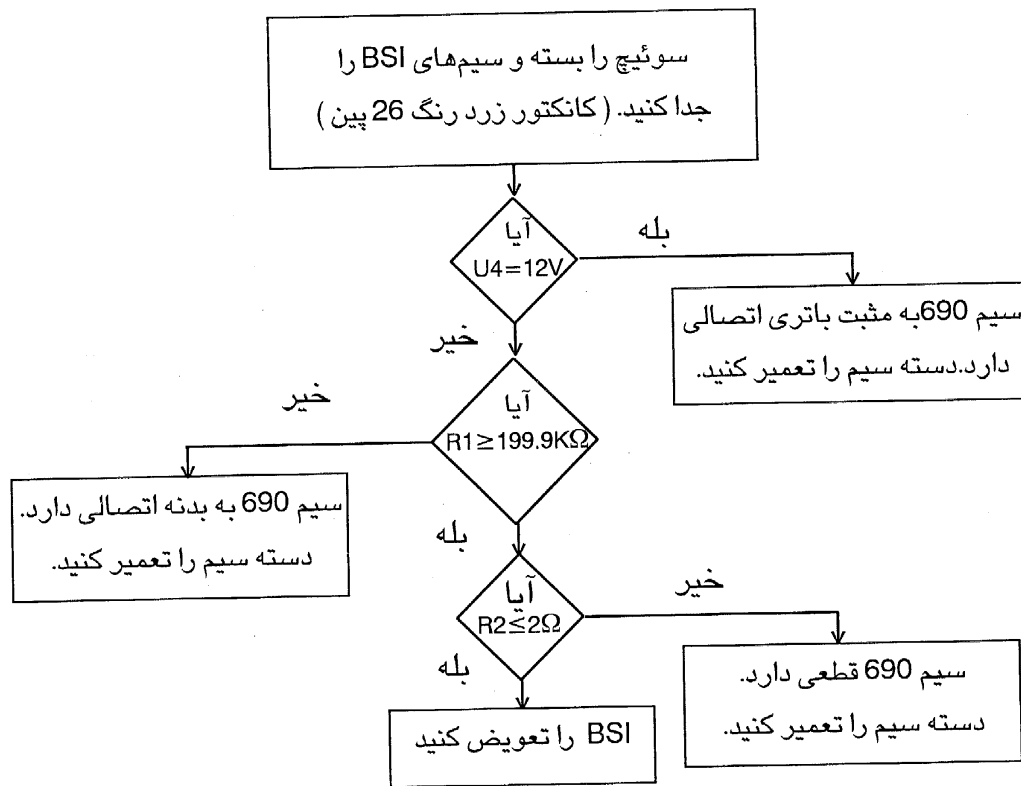 سوئیچ را بسته و سیم‌های BSI را
جدا کنید. ( کانکتور زرد رنگ 26 پین )
آیا
U4=12V
بله
سیم 690به مثبت باتری اتصالی
دارد.دسته سیم را تعمیر کنید.
خیر
آیا
R1≥199.9KΩ
خیر
سیم 690 به بدنه اتصالی دارد.
دسته سیم را تعمیر کنید.
بله
آیا
R2≤2Ω
خیر
سیم 690 قطعی دارد.
دسته سیم را تعمیر کنید.
بله
BSI را تعویض کنید